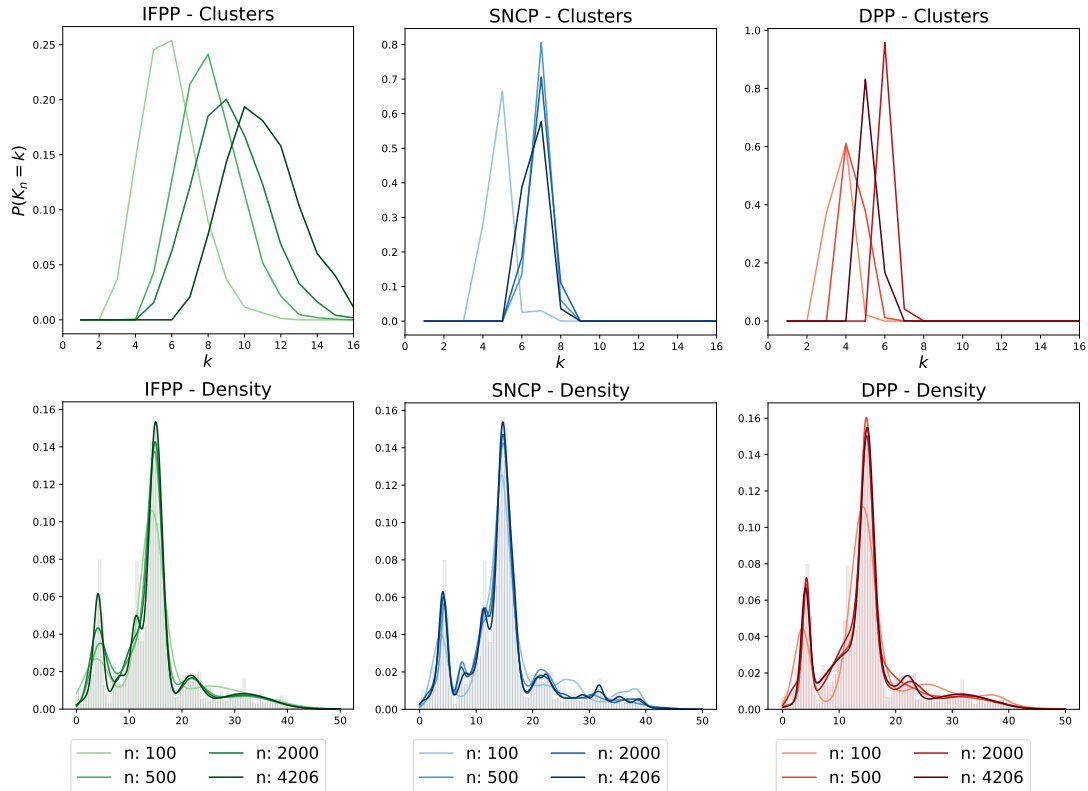 IFPP - Clusters
SNCP - Clusters
DPP - Clusters
P(Kₙ = k)
0.25
0.20
0.15
0.10
0.05
0.00
0 2 4 6 8 10 12 14 16
k
0.8
0.7
0.6
0.5
0.4
0.3
0.2
0.1
0.0
0 2 4 6 8 10 12 14 16
k
1.0
0.8
0.6
0.4
0.2
0.0
0 2 4 6 8 10 12 14 16
k
IFPP - Density
SNCP - Density
DPP - Density
0.16
0.14
0.12
0.10
0.08
0.06
0.04
0.02
0.00
0 10 20 30 40 50
0.16
0.14
0.12
0.10
0.08
0.06
0.04
0.02
0.00
0 10 20 30 40 50
0.16
0.14
0.12
0.10
0.08
0.06
0.04
0.02
0.00
0 10 20 30 40 50
n: 100 n: 2000
n: 500 n: 4206
n: 100 n: 2000
n: 500 n: 4206
n: 100 n: 2000
n: 500 n: 4206